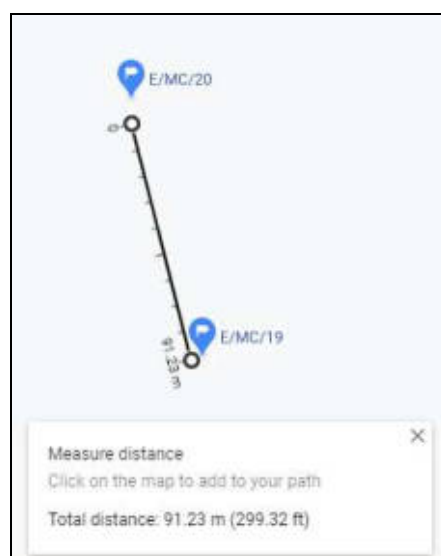 E/MC/20
0
E/MC/19
91.23 m
Measure distance
Click on the map to add to your path
Total distance: 91.23 m (299.32 ft)